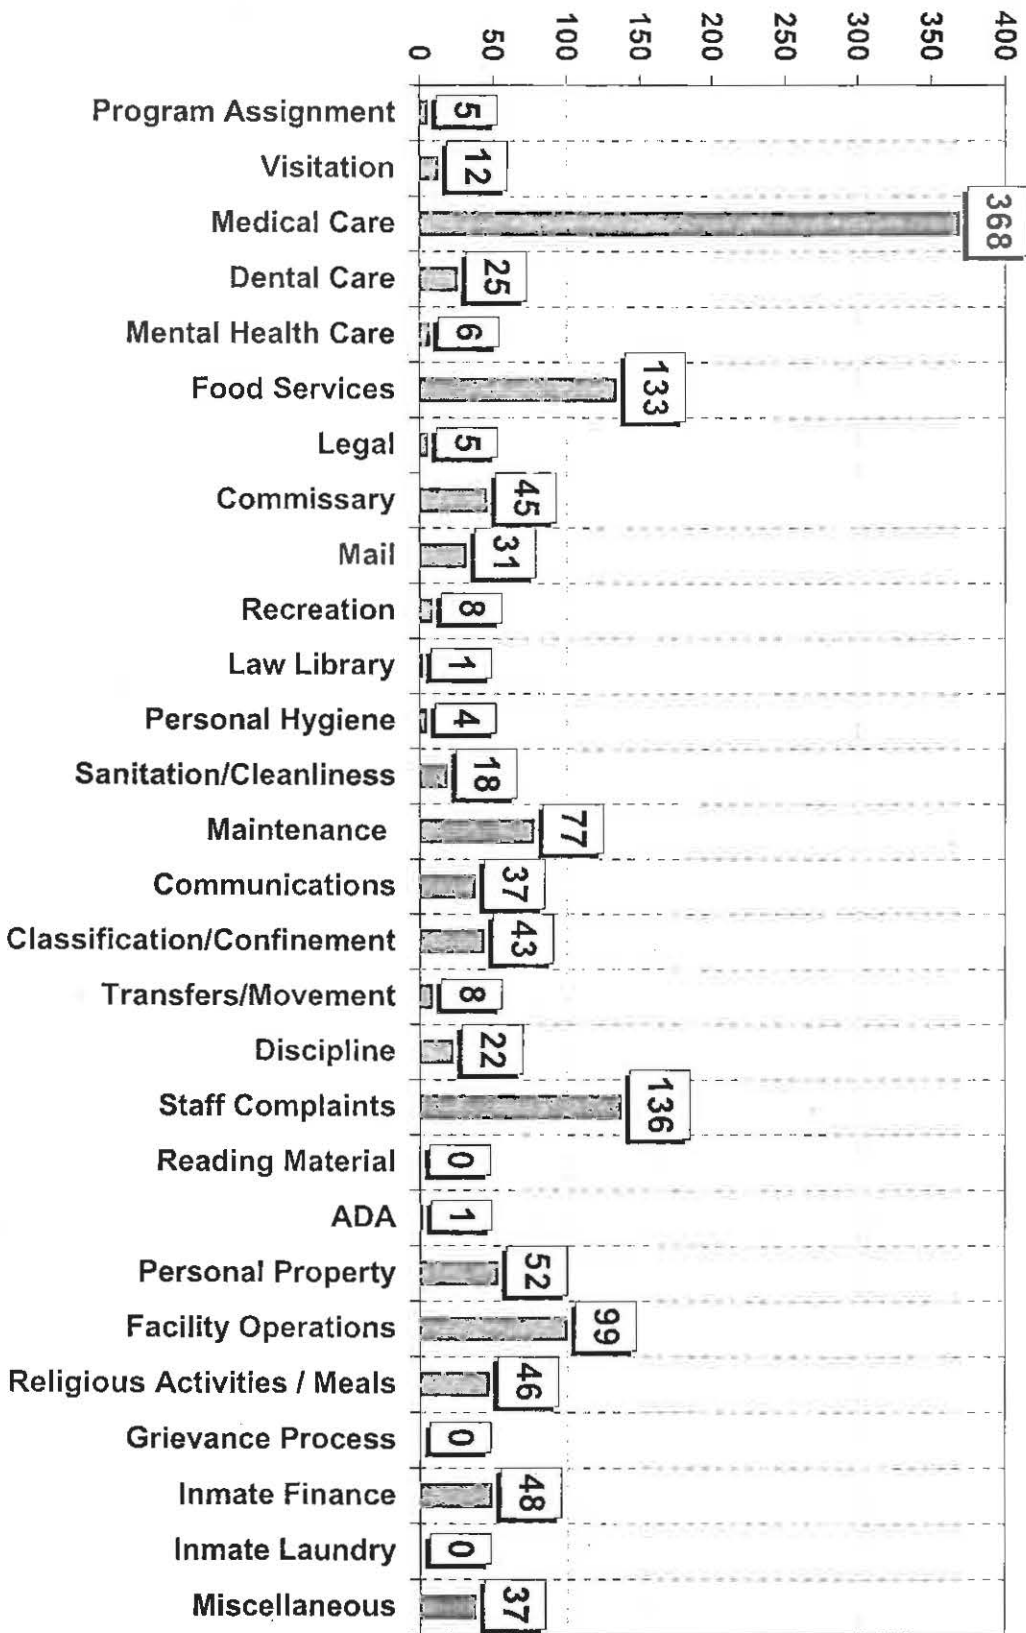 400
350
300
250
200
150
100
50
0
Program Assignment 5
Visitation 12
Medical Care 368
Dental Care 25
Mental Health Care 6
Food Services 133
Legal 5
Commissary 45
Mail 31
Recreation 8
Law Library 1
Personal Hygiene 4
Sanitation/Cleanliness 18
Maintenance 77
Communications 37
Classification/Confinement 43
Transfers/Movement 8
Discipline 22
Staff Complaints 136
Reading Material 0
ADA 1
Personal Property 52
Facility Operations 99
Religious Activities / Meals 46
Grievance Process 0
Inmate Finance 48
Inmate Laundry 0
Miscellaneous 37